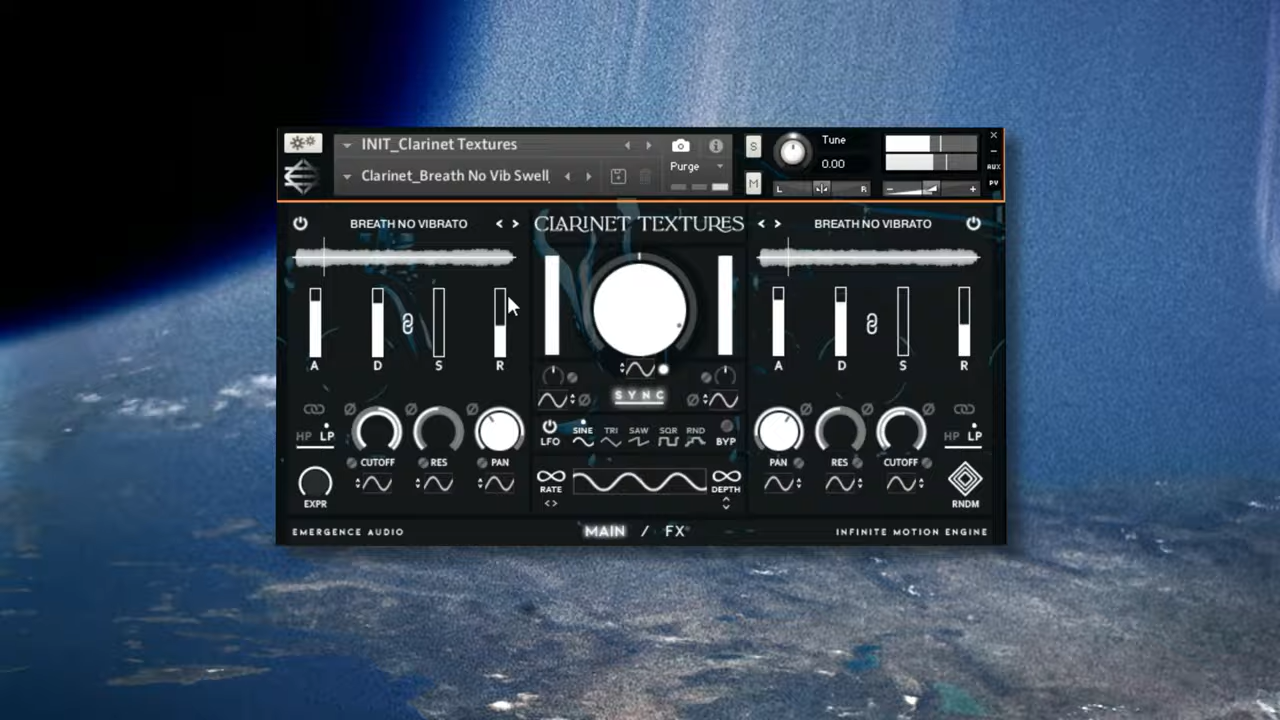 INIT_Clarinet Textures
Clarinet_Breath No Vib Swell
Purge
S
M
Tune
0.00
L R
- +
AUX
PV
BREATH NO VIBRATO
CLARINET TEXTURES
BREATH NO VIBRATO
A D S R
A D S R
SYNC
HP LP
CUTOFF RES PAN
LFO SINE TRI SAW SQR RND BYP
PAN RES CUTOFF
HP LP
EXPR
RATE
DEPTH
RNDM
EMERGENCE AUDIO
MAIN / FX
INFINITE MOTION ENGINE